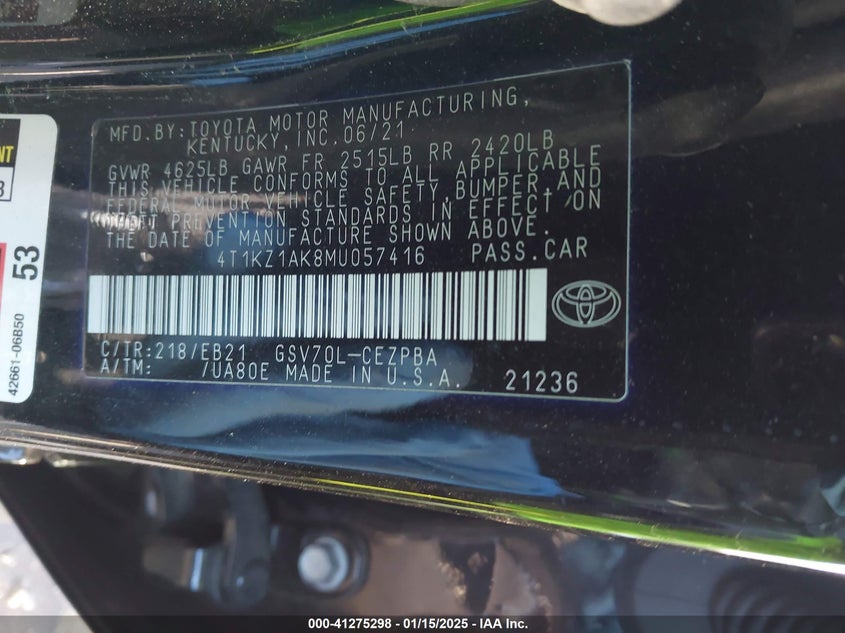 MFD.BY:TOYOTA MOTOR MANUFACTURING,
KENTUCKY, INC. 06/21
GVWR 4625LB GAWR FR 2515LB RR 2420LB
THIS VEHICLE CONFORMS TO ALL APPLICABLE
FEDERAL MOTOR VEHICLE SAFETY, BUMPER, AND
THEFT PREVENTION STANDARDS IN EFFECT ON
THE DATE OF MANUFACTURE SHOWN ABOVE.
4T1KZ1AK8MU057416 PASS.CAR
C/TR:218/EB21 GSV70L-CEZPBA
A/TM: /UA80E MADE IN U.S.A. 21236
53
42661-06B50
000-41275298 - 01/15/2025 - IAA Inc.